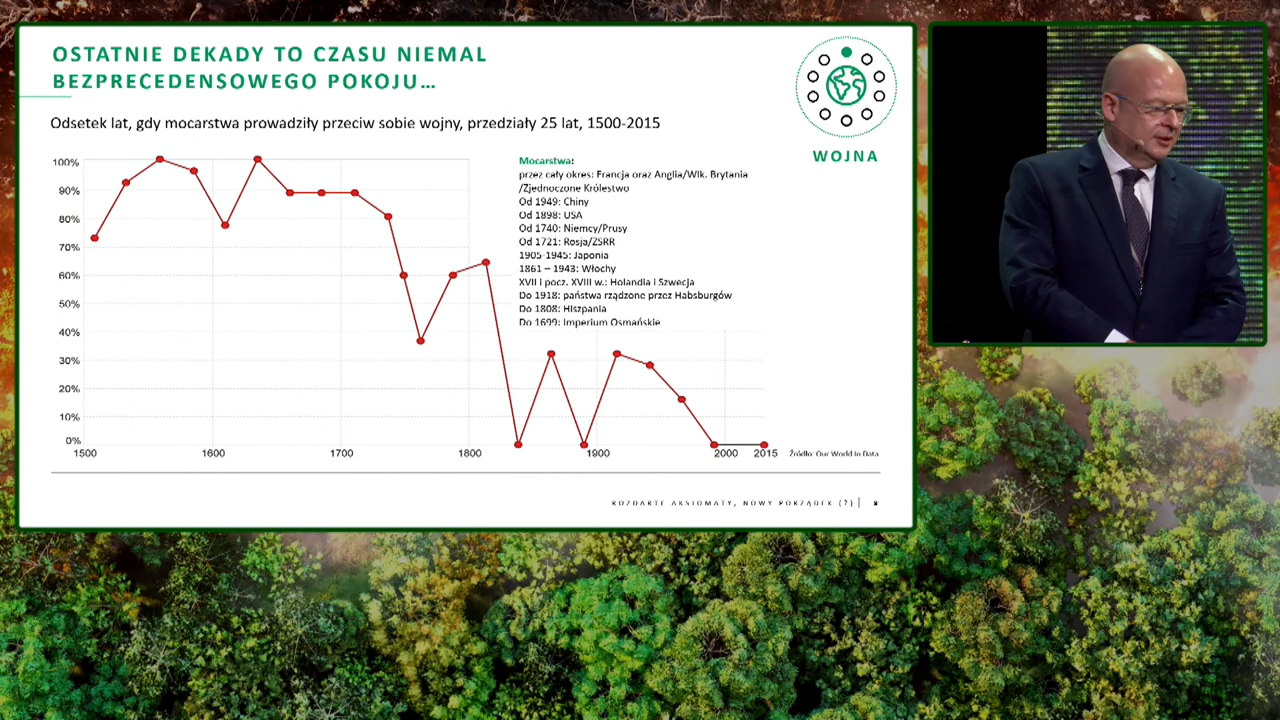 OSTATNIE DEKADY TO CZASU NIEMAL
BEZPRECEDENSOWEGO POKOJU…
Odsetek lat, gdy mocarstwa prowadziły przeciw sobie wojny, przedziały 25 lat, 1500-2015
WOJNA
Mocarstwa:
przez cały okres: Francja oraz Anglia/Wlk. Brytania
/Zjednoczone Królestwo
Od 1949: Chiny
Od 1898: USA
Od 1740: Niemcy/Prusy
Od 1721: Rosja/ZSRR
1905-1945: Japonia
1861 – 1943: Włochy
XVII i pocz. XVIII w.: Holandia i Szwecja
Do 1918: państwa rządzone przez Habsburgów
Do 1808: Hiszpania
Do 1699: Imperium Osmańskie
100%
90%
80%
70%
60%
50%
40%
30%
20%
10%
0%
1500 1600 1700 1800 1900 2000 2015
Źródło: Our World In Data
ROZDARTE AKSJOMATY, NOWY PORZĄDEK (?) | 8